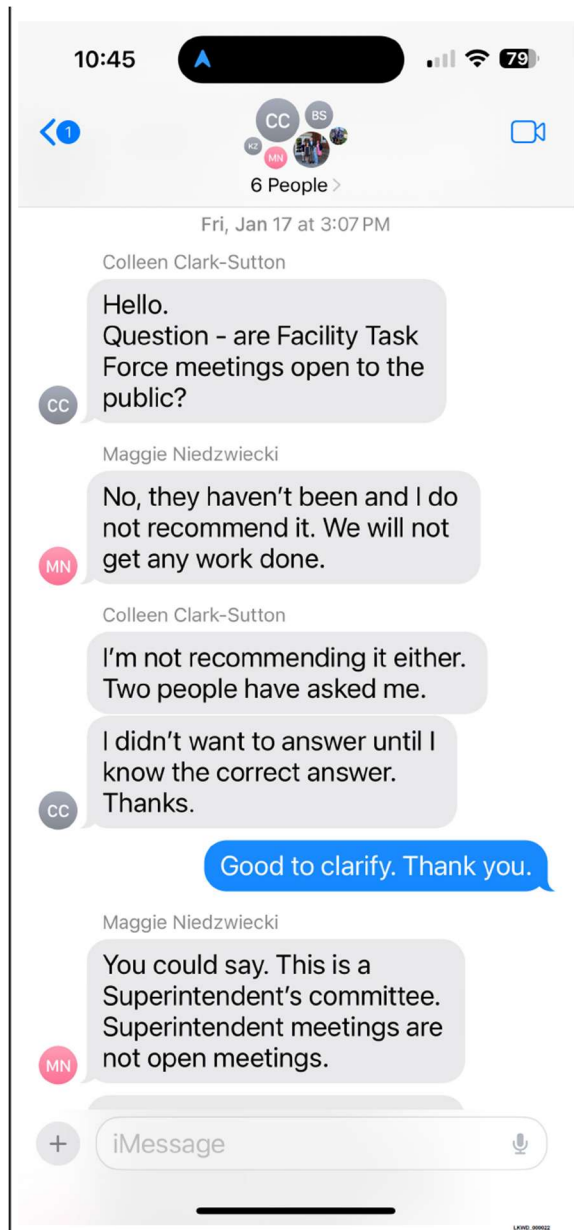 10:45
79
1
CC
BS
KZ
MN
6 People
Fri, Jan 17 at 3:07 PM
Colleen Clark-Sutton
Hello.
Question - are Facility Task
Force meetings open to the
public?
CC
Maggie Niedzwiecki
No, they haven't been and I do
not recommend it. We will not
get any work done.
MN
Colleen Clark-Sutton
I'm not recommending it either.
Two people have asked me.
I didn't want to answer until I
know the correct answer.
Thanks.
CC
Good to clarify. Thank you.
Maggie Niedzwiecki
You could say. This is a
Superintendent's committee.
Superintendent meetings are
not open meetings.
MN
iMessage
LKWD_000022